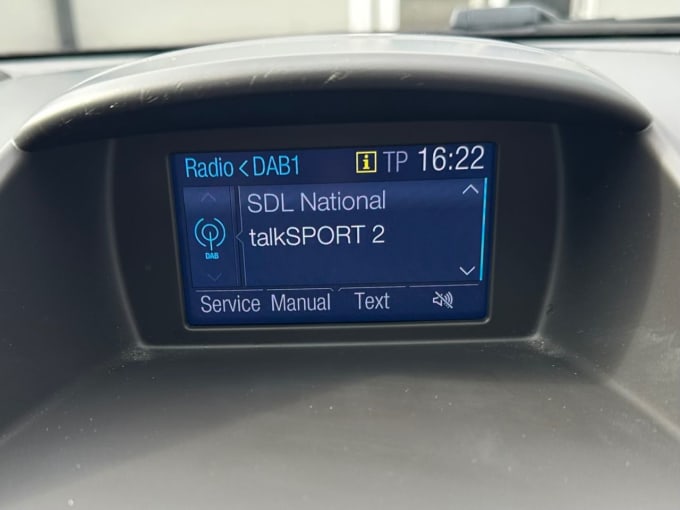 Radio < DAB1 i TP 16:22
SDL National
talkSPORT 2
DAB
Service Manual Text